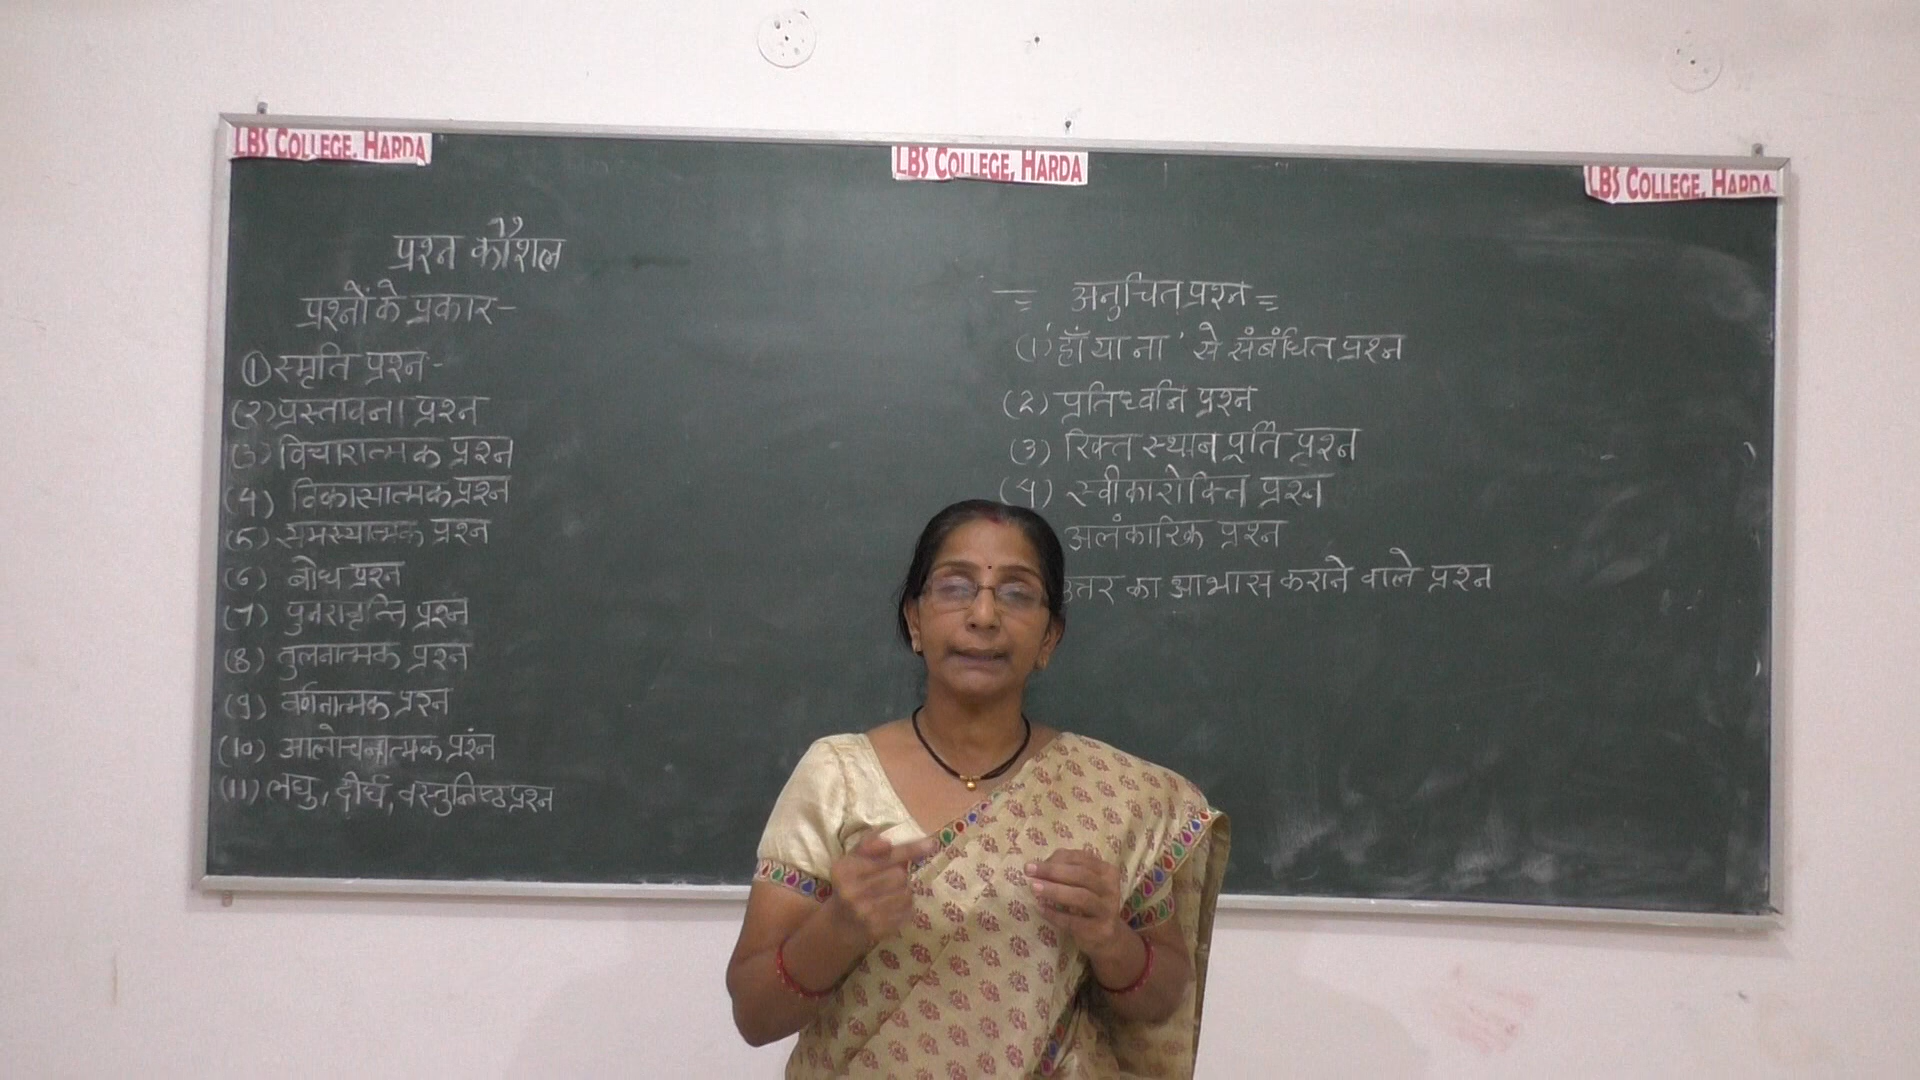 LBS COLLEGE, HARDA
LBS COLLEGE, HARDA
LBS COLLEGE, HARDA
प्रश्न कौशल
प्रश्नों के प्रकार-
① स्मृति प्रश्न-
(२) प्रस्तावना प्रश्न
(3) विचारात्मक प्रश्न
(4) विकासात्मक प्रश्न
(5) समस्यात्मक प्रश्न
(6) बोध प्रश्न
(7) पुनरावृत्ति प्रश्न
(8) तुलनात्मक प्रश्न
(9) वर्णनात्मक प्रश्न
(10) आलोचनात्मक प्रश्न
(11) लघु, दीर्घ, वस्तुनिष्ठ प्रश्न
= अनुचित प्रश्न =
(1) 'हाँ या ना' से संबंधित प्रश्न
(2) प्रतिध्वनि प्रश्न
(3) रिक्त स्थान पूर्ति प्रश्न
(4) स्वीकारोक्ति प्रश्न
अलंकारिक प्रश्न
उत्तर का आभास कराने वाले प्रश्न